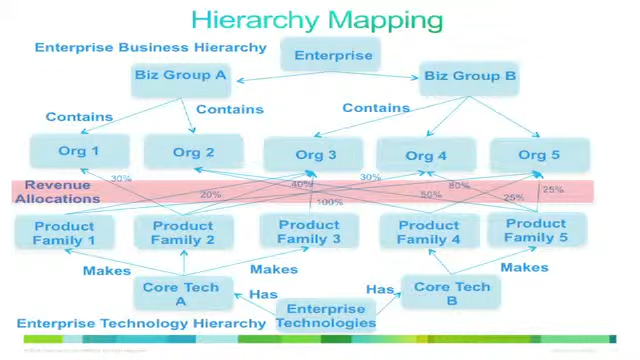 Hierarchy Mapping
Enterprise Business Hierarchy
Enterprise
Biz Group A
Biz Group B
Contains
Contains
Contains
Org 1
Org 2
Org 3
Org 4
Org 5
Revenue
Allocations
30%
20%
40%
100%
30%
50%
80%
25%
25%
Product
Family 1
Product
Family 2
Product
Family 3
Product
Family 4
Product
Family 5
Makes
Makes
Makes
Core Tech
A
Has
Has
Core Tech
B
Enterprise
Technologies
Enterprise Technology Hierarchy